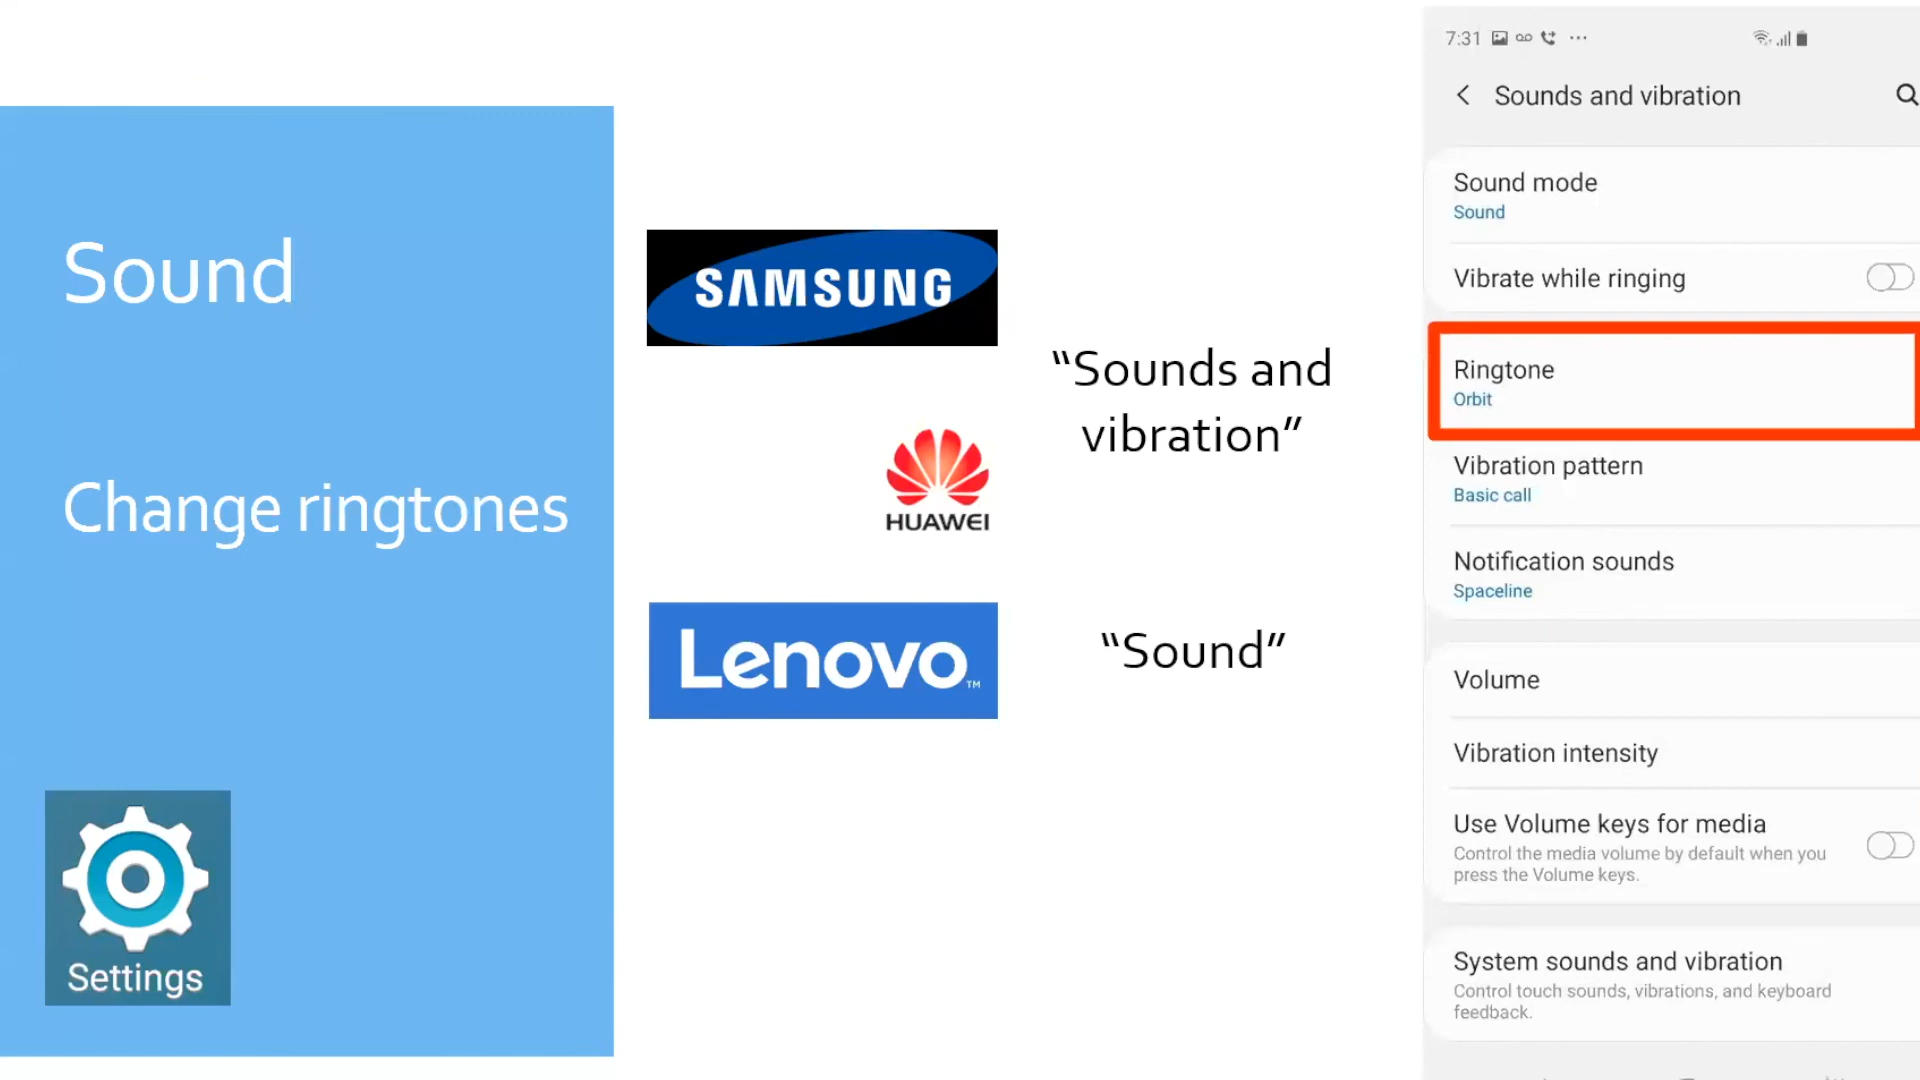 Sound
Change ringtones
Settings
SAMSUNG
HUAWEI
Lenovo™
“Sounds and
vibration”
“Sound”
7:31
Sounds and vibration
Sound mode
Sound
Vibrate while ringing
Ringtone
Orbit
Vibration pattern
Basic call
Notification sounds
Spaceline
Volume
Vibration intensity
Use Volume keys for media
Control the media volume by default when you
press the Volume keys.
System sounds and vibration
Control touch sounds, vibrations, and keyboard
feedback.